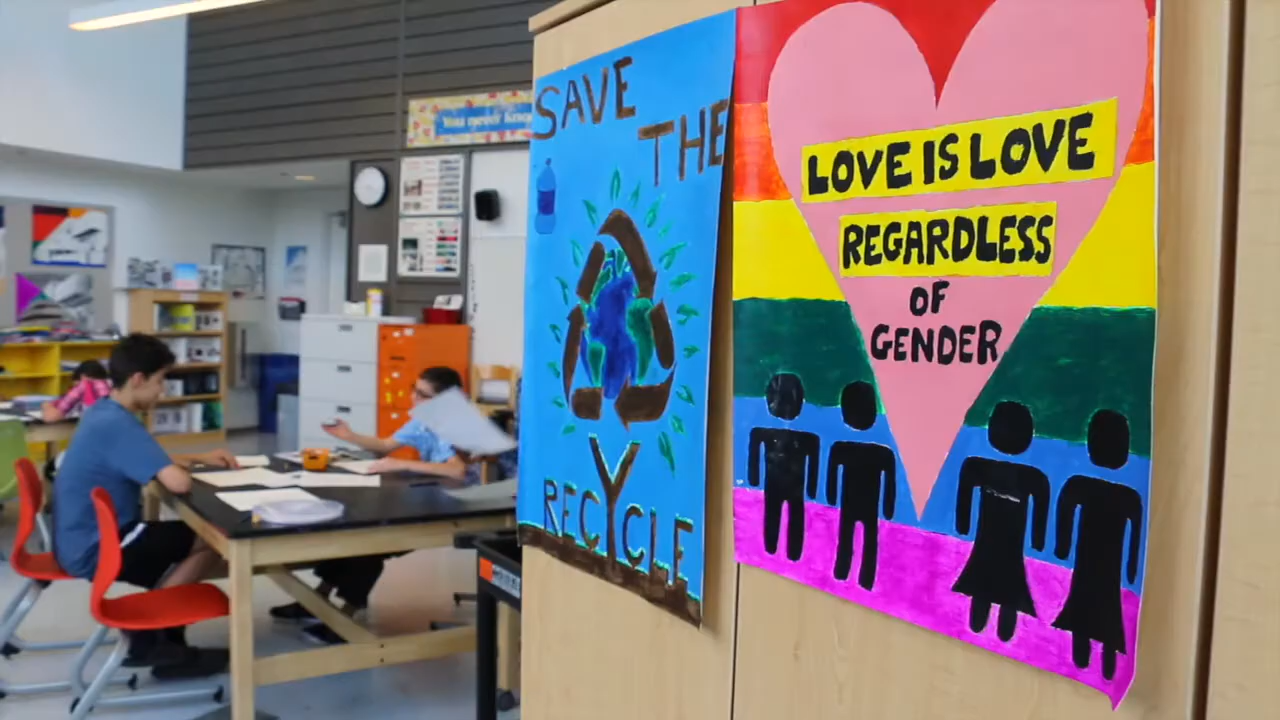 SAVE
THE
RECYCLE
LOVE IS LOVE
REGARDLESS
OF
GENDER